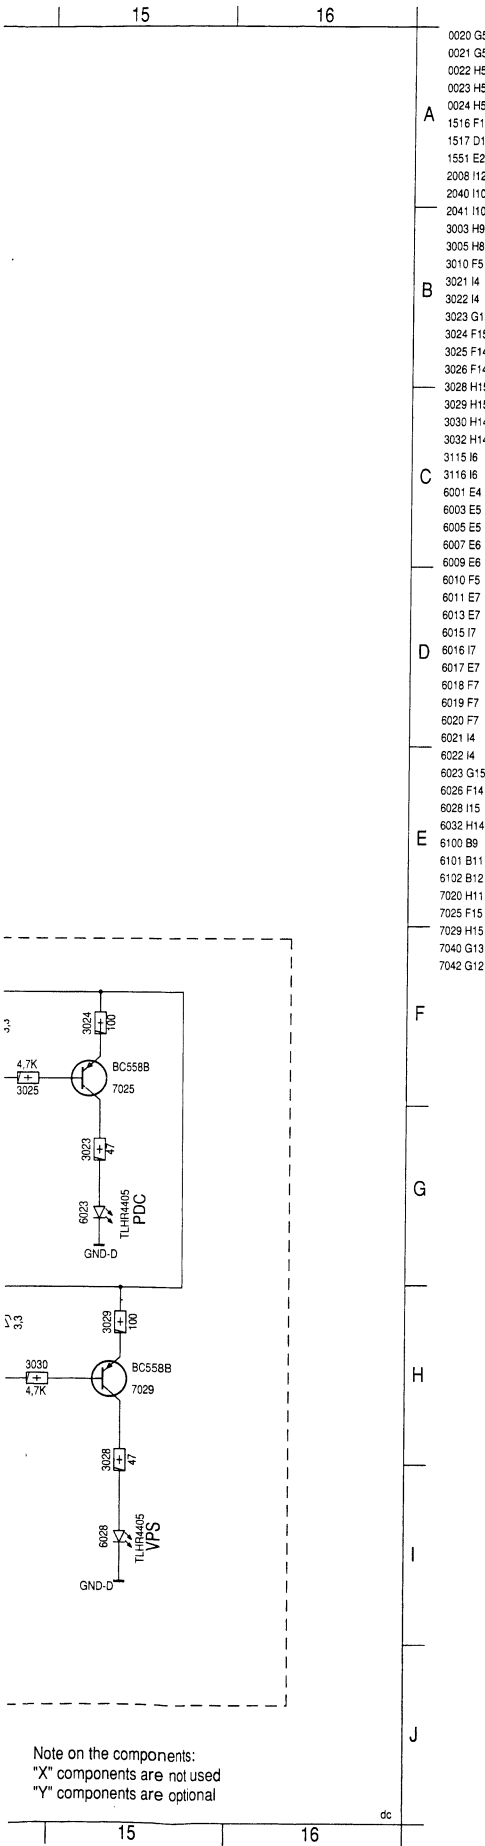 15
16
0020 G5
0021 G5
0022 H5
0023 H5
0024 H5
A
1516 F1
1517 D1
1551 E2
2008 I12
2040 I10
2041 I10
3003 H9
3005 H8
3010 F5
B
3021 I4
3022 I4
3023 G1
3024 F15
3025 F14
3026 F14
3028 H15
3029 H15
3030 H14
3032 H14
3115 I6
C
3116 I6
6001 E4
6003 E5
6005 E5
6007 E6
6009 E6
6010 F5
6011 E7
6013 E7
6015 I7
D
6016 I7
6017 E7
6018 F7
6019 F7
6020 F7
6021 I4
6022 I4
6023 G15
6026 F14
6028 I15
6032 H14
E
6100 B9
6101 B11
6102 B12
7020 H11
7025 F15
7029 H15
7040 G13
7042 G12
F
3,3
3024
100
4,7K
3025
BC558B
7025
3023
47
G
6023
TLHR4405
PDC
GND-D
3,3
3029
100
H
3030
4,7K
BC558B
7029
3028
47
6028
TLHR4405
VPS
I
GND-D
J
Note on the components:
"X" components are not used
"Y" components are optional
dc
15
16